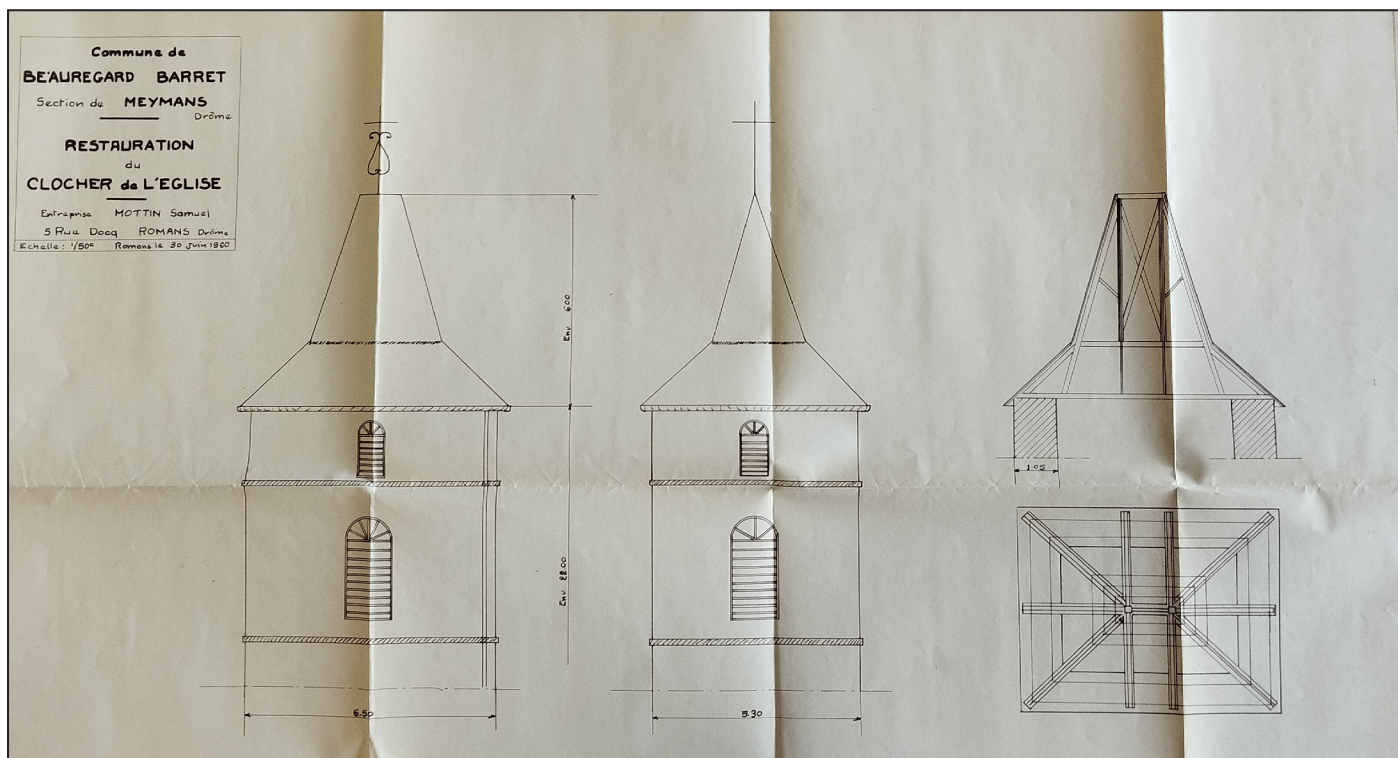 Commune de
BEAUREGARD BARRET
Section de MEYMANS
Drôme
RESTAURATION
du
CLOCHER de L'EGLISE
Entreprise MOTTIN Samuel
5 Rue Docq ROMANS Drôme
Echelle : 1/50e Romans le 30 Juin 1960
Env 6.00
1.05
Env 22.00
6.50
5.30